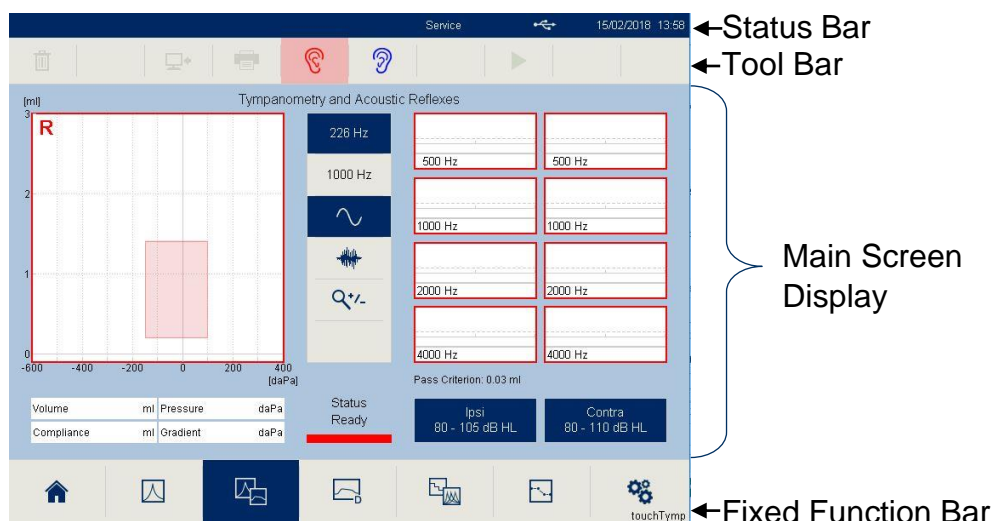 Service 15/02/2018 13:58
Status Bar
Tool Bar
Tympanometry and Acoustic Reflexes
[ml]
3
2
1
0
R
-600 -400 -200 0 200 400
[daPa]
226 Hz
1000 Hz
+/-
500 Hz 500 Hz
1000 Hz 1000 Hz
2000 Hz 2000 Hz
4000 Hz 4000 Hz
Pass Criterion: 0.03 ml
Main Screen
Display
Volume ml Pressure daPa
Compliance ml Gradient daPa
Status
Ready
Ipsi
80 - 105 dB HL
Contra
80 - 110 dB HL
D
touchTymp
Fixed Function Bar